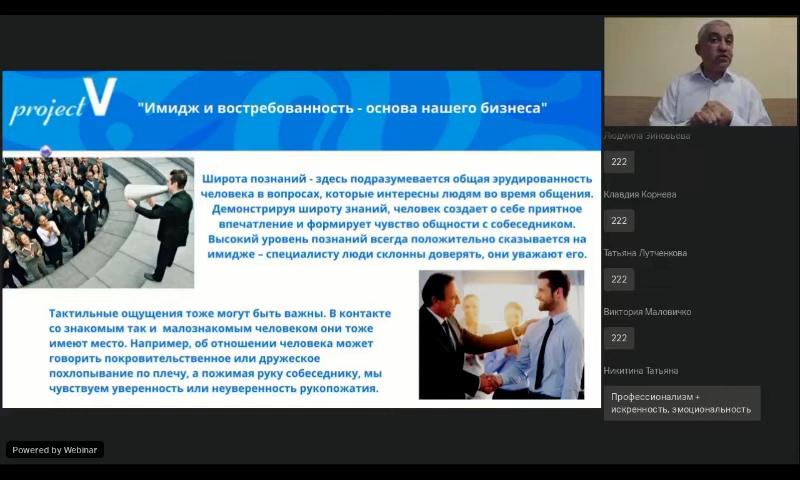 project V
"Имидж и востребованность - основа нашего бизнеса"
Широта познаний - здесь подразумевается общая эрудированность
человека в вопросах, которые интересны людям во время общения.
Демонстрируя широту знаний, человек создает о себе приятное
впечатление и формирует чувство общности с собеседником.
Высокий уровень познаний всегда положительно сказывается на
имидже – специалисту люди склонны доверять, они уважают его.
Тактильные ощущения тоже могут быть важны. В контакте
со знакомым так и малознакомым человеком они тоже
имеют место. Например, об отношении человека может
говорить покровительственное или дружеское
похлопывание по плечу, а пожимая руку собеседнику, мы
чувствуем уверенность или неуверенность рукопожатия.
Людмила Зиновьева
222
Клавдия Корнева
222
Татьяна Лутченкова
222
Виктория Маловичко
222
Никитина Татьяна
Профессионализм +
искренность, эмоциональность
Powered by Webinar